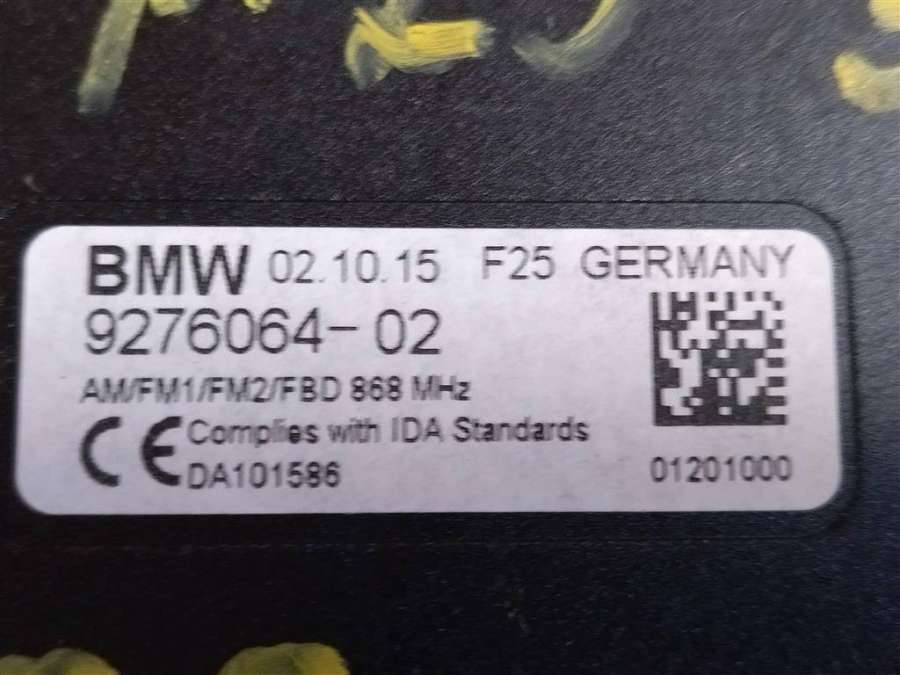 BMW 02.10.15 F25 GERMANY
9276064-02
AM/FM1/FM2/FBD 868 MHz
CE Complies with IDA Standards
DA101586
01201000